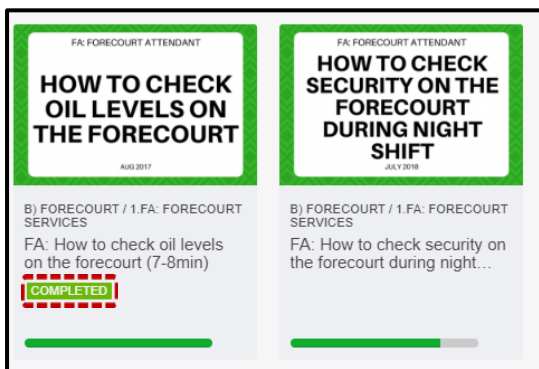 FA: FORECOURT ATTENDANT
HOW TO CHECK
OIL LEVELS ON
THE FORECOURT
AUG 2017
B) FORECOURT / 1.FA: FORECOURT
SERVICES
FA: How to check oil levels
on the forecourt (7-8min)
COMPLETED
FA: FORECOURT ATTENDANT
HOW TO CHECK
SECURITY ON THE
FORECOURT
DURING NIGHT
SHIFT
JULY 2018
B) FORECOURT / 1.FA: FORECOURT
SERVICES
FA: How to check security on
the forecourt during night...